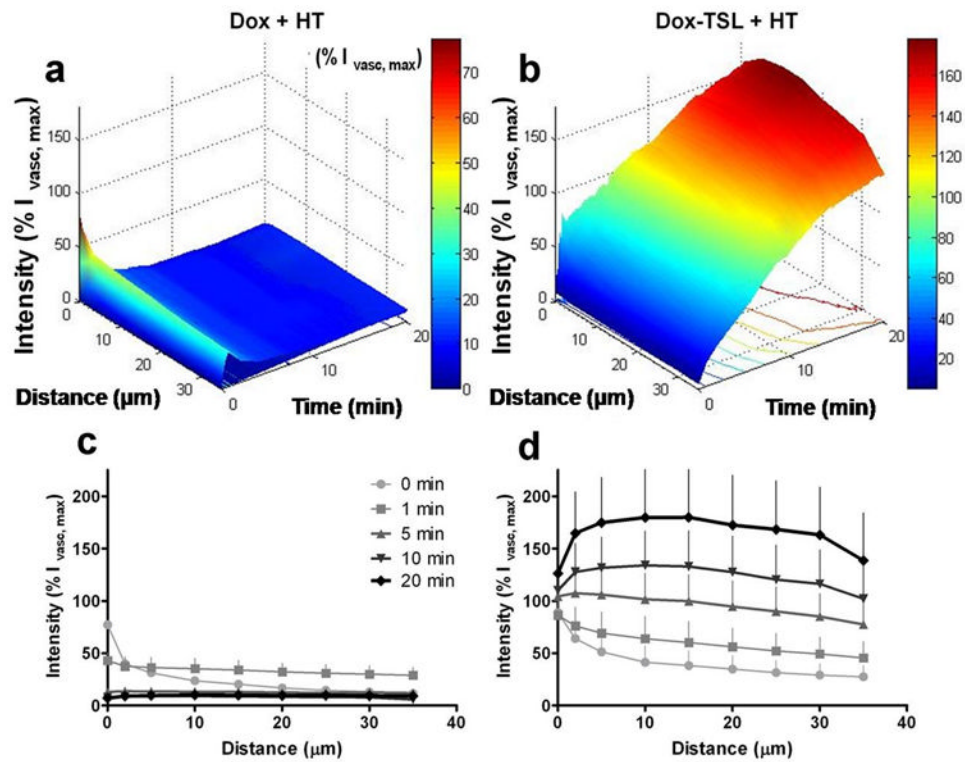 Dox + HT
Dox-TSL + HT
a
(% I vasc, max)
b
Intensity (% I vasc, max)
150
100
50
0
0
10
20
30
0
10
20
Distance (µm)
Time (min)
70
60
50
40
30
20
10
0
Intensity (% I vasc, max)
150
100
50
0
0
10
20
30
0
10
20
Distance (µm)
Time (min)
160
140
120
100
80
60
40
20
c
Intensity (% I vasc, max)
200
150
100
50
0
0
10
20
30
40
Distance (µm)
0 min
1 min
5 min
10 min
20 min
d
Intensity (% I vasc, max)
200
150
100
50
0
0
10
20
30
40
Distance (µm)